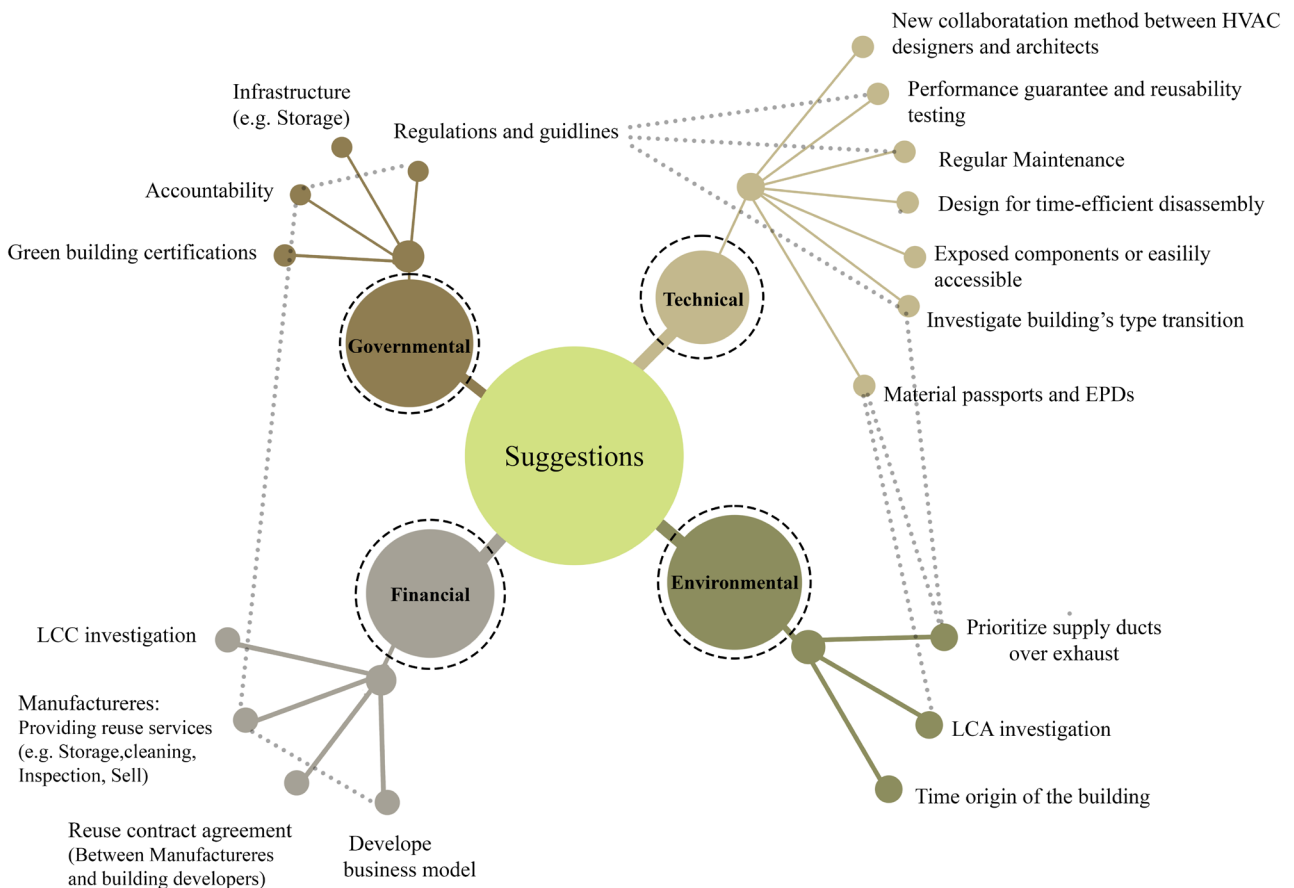 New collaboratation method between HVAC
designers and architects
Infrastructure
(e.g. Storage)
Regulations and guidlines
Performance guarantee and reusability
testing
Regular Maintenance
Accountability
Design for time-efficient disassembly
Green building certifications
Exposed components or easilily
accessible
Technical
Investigate building's type transition
Governmental
Material passports and EPDs
Suggestions
Financial
Environmental
LCC investigation
Prioritize supply ducts
over exhaust
Manufactureres:
Providing reuse services
(e.g. Storage,cleaning,
Inspection, Sell)
LCA investigation
Time origin of the building
Reuse contract agreement
(Between Manufactureres
and building developers)
Develope
business model